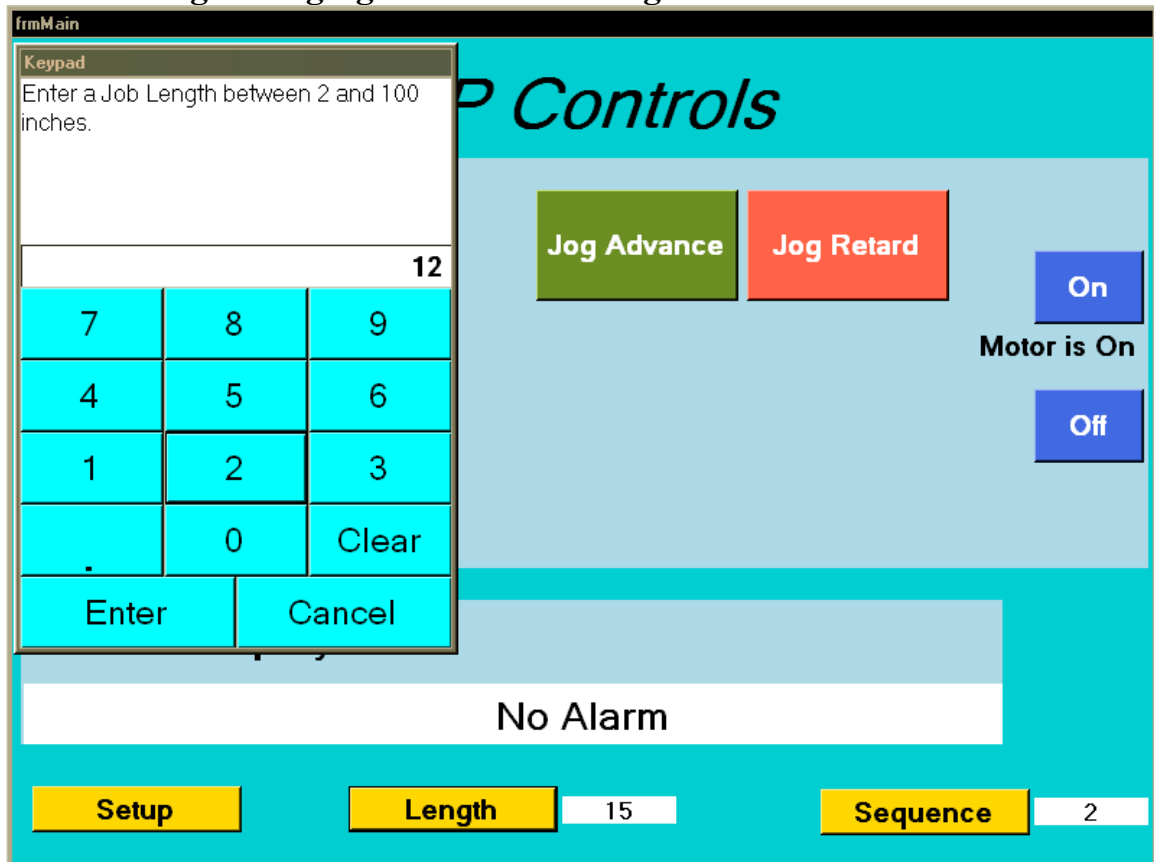 frmMain
Keypad
Enter a Job Length between 2 and 100
inches.
12
7 8 9
4 5 6
1 2 3
. 0 Clear
Enter Cancel
P Controls
Jog Advance Jog Retard
On
Motor is On
Off
No Alarm
Setup Length 15 Sequence 2